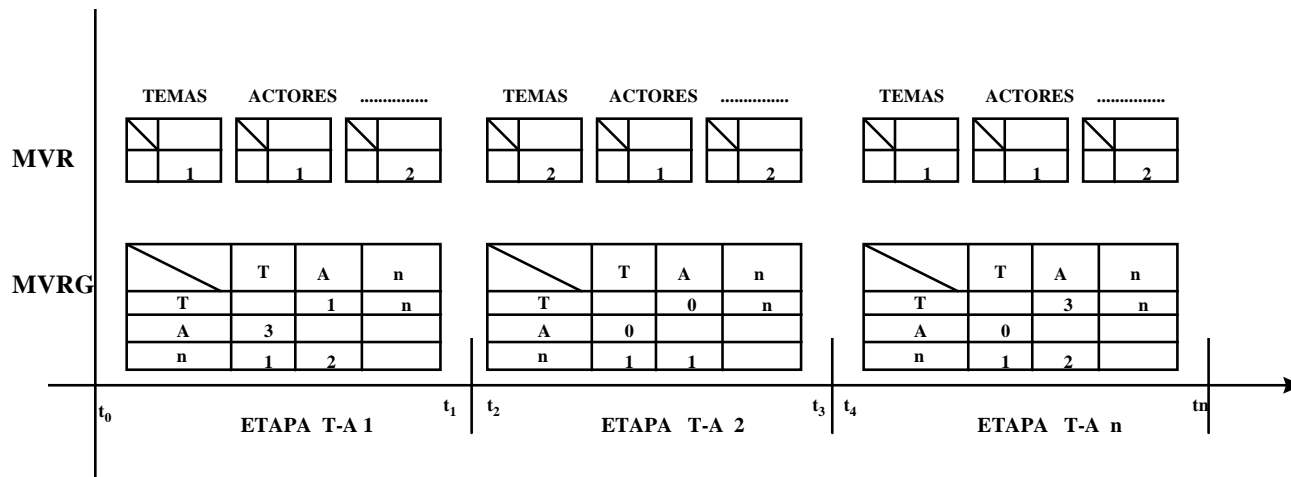 TEMAS ACTORES ............... TEMAS ACTORES ............... TEMAS ACTORES ...............
MVR
1 1 2 2 1 2 1 1 2
T A n T A n T A n
MVRG
T 1 n T 0 n T 3 n
A 3 A 0 A 0
n 1 2 n 1 1 n 1 2
t0 t1 t2 t3 t4 tn
ETAPA T-A 1 ETAPA T-A 2 ETAPA T-A n